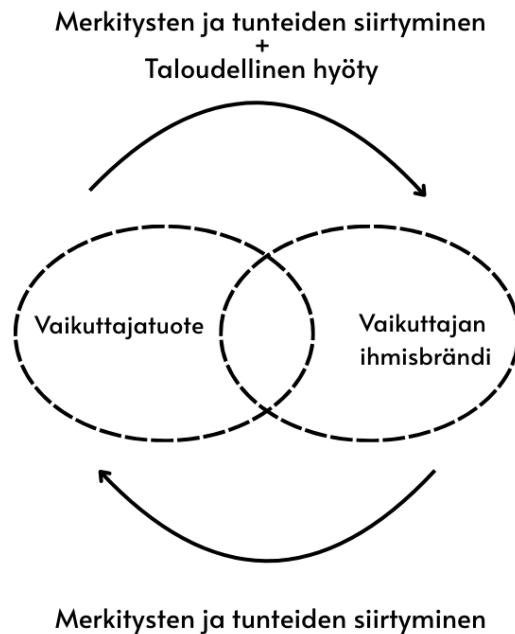 Merkitysten ja tunteiden siirtyminen
+
Taloudellinen hyöty
Vaikuttajatuote
Vaikuttajan
ihmisbrändi
Merkitysten ja tunteiden siirtyminen